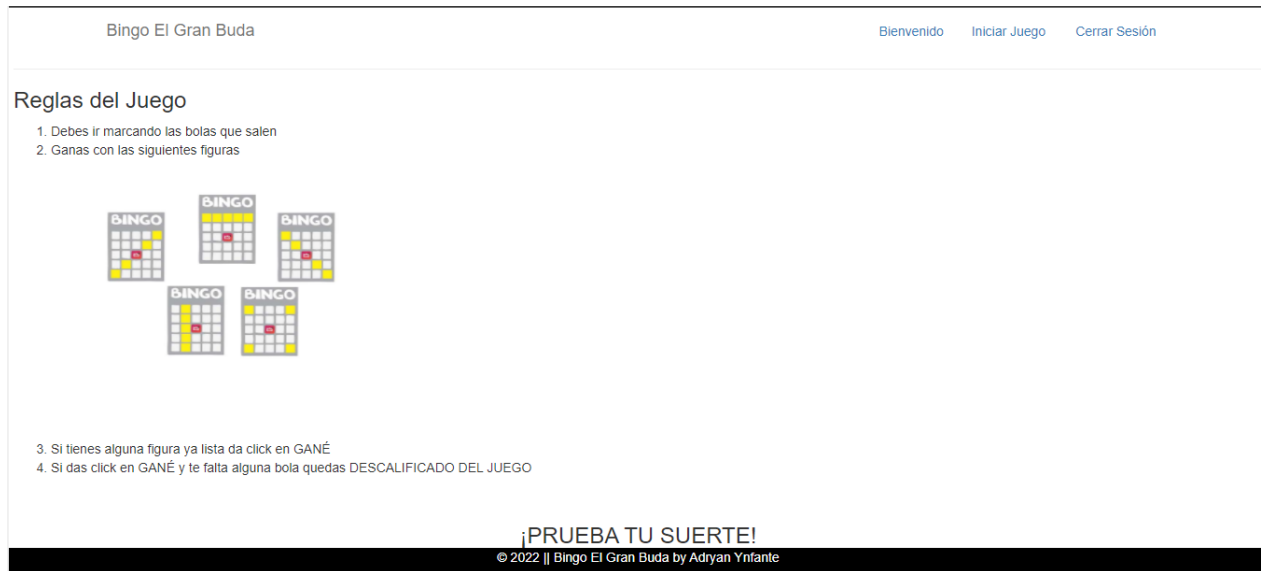 Bingo El Gran Buda
Bienvenido Iniciar Juego Cerrar Sesión
Reglas del Juego
1. Debes ir marcando las bolas que salen
2. Ganas con las siguientes figuras
BINGO
BINGO
BINGO
BINGO
BINGO
3. Si tienes alguna figura ya lista da click en GANÉ
4. Si das click en GANÉ y te falta alguna bola quedas DESCALIFICADO DEL JUEGO
¡PRUEBA TU SUERTE!
© 2022 || Bingo El Gran Buda by Adryan Ynfante